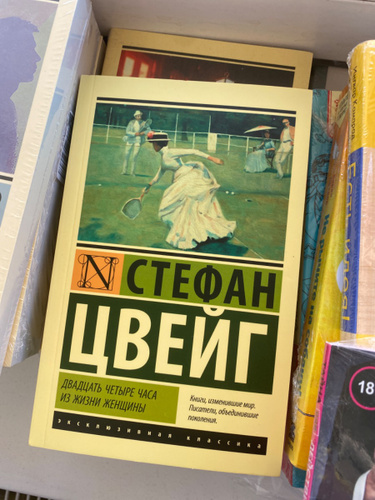 N
СТЕФАН
ЦВЕЙГ
ДВАДЦАТЬ ЧЕТЫРЕ ЧАСА
ИЗ ЖИЗНИ ЖЕНЩИНЫ
Книги, изменившие мир.
Писатели, объединившие
поколения.
ЭКСКЛЮЗИВНАЯ КЛАССИКА
18